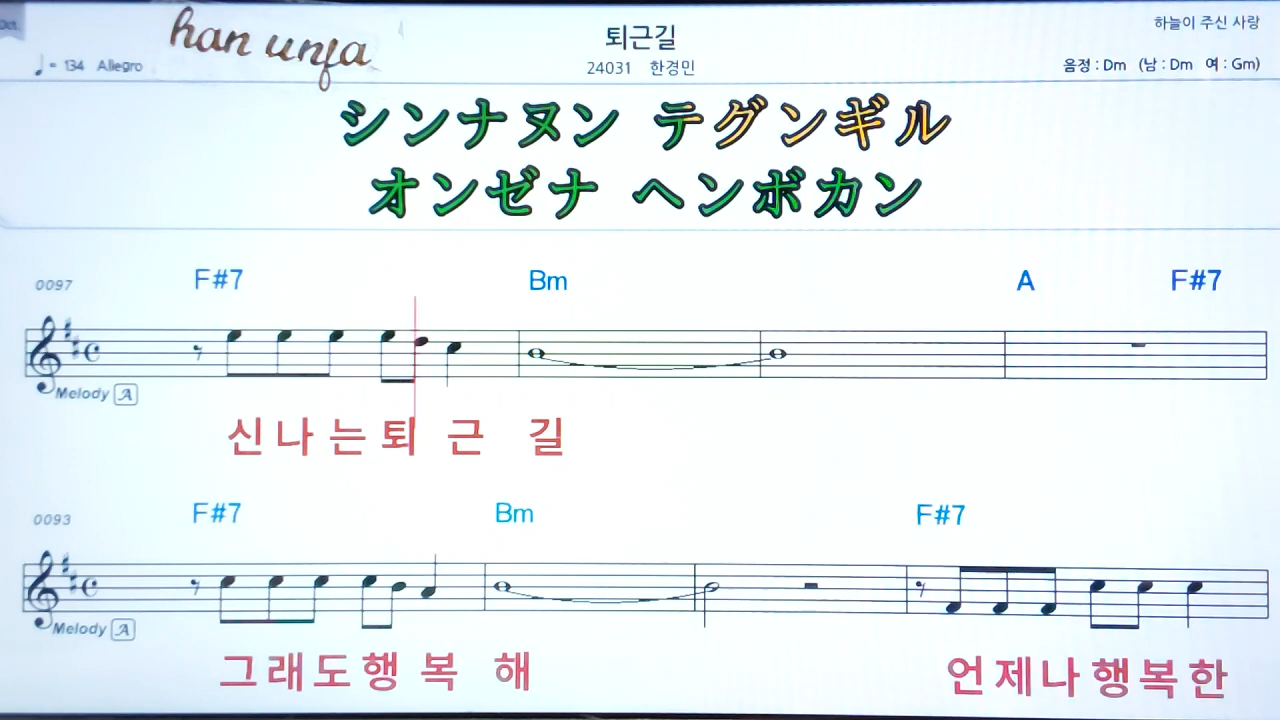 Oct.
han unfa
퇴근길
하늘이 주신 사랑
♩= 134 Allegro
24031 한경민
음정 : Dm (남 : Dm 여 : Gm)
シンナヌン テグンギル
オンゼナ ヘンボカン
0097 F#7 Bm A F#7
Melody A
신나는퇴 근 길
0093 F#7 Bm F#7
Melody A
그래도행 복 해 언제나행복한